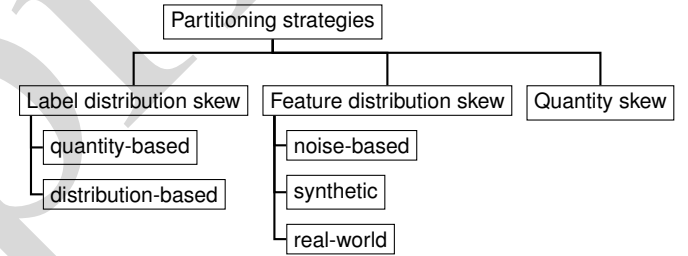 Partitioning strategies
Label distribution skew
Feature distribution skew
Quantity skew
quantity-based
distribution-based
noise-based
synthetic
real-world